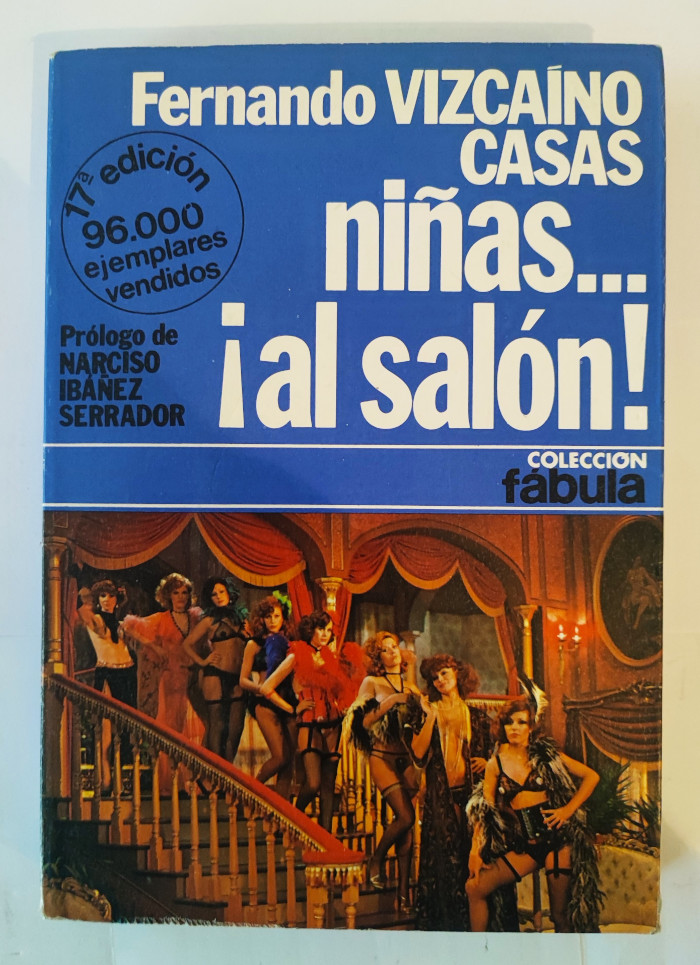 Fernando VIZCAÍNO
CASAS
niñas...
¡al salón!
17ª edición
96.000
ejemplares
vendidos
Prólogo de
NARCISO
IBÁÑEZ
SERRADOR
COLECCIÓN
fábula